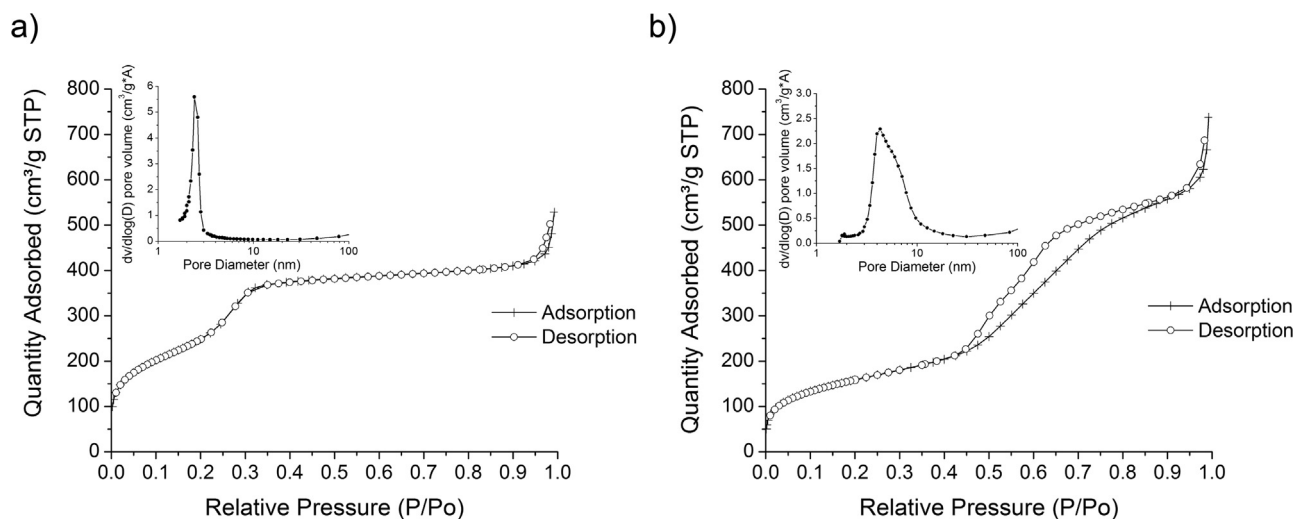 a)
800
700
600
500
400
300
200
100
0
Quantity Adsorbed (cm³/g STP)
0.0 0.1 0.2 0.3 0.4 0.5 0.6 0.7 0.8 0.9 1.0
Relative Pressure (P/Po)
Adsorption
Desorption
dv/dlog(D) pore volume (cm³/g*A)
6
5
4
3
2
1
0
1 10 100
Pore Diameter (nm)
b)
800
700
600
500
400
300
200
100
0
Quantity Adsorbed (cm³/g STP)
0.0 0.1 0.2 0.3 0.4 0.5 0.6 0.7 0.8 0.9 1.0
Relative Pressure (P/Po)
Adsorption
Desorption
dv/dlog(D) pore volume (cm³/g*A)
3.0
2.5
2.0
1.5
1.0
0.5
0.0
1 10 100
Pore Diameter (nm)